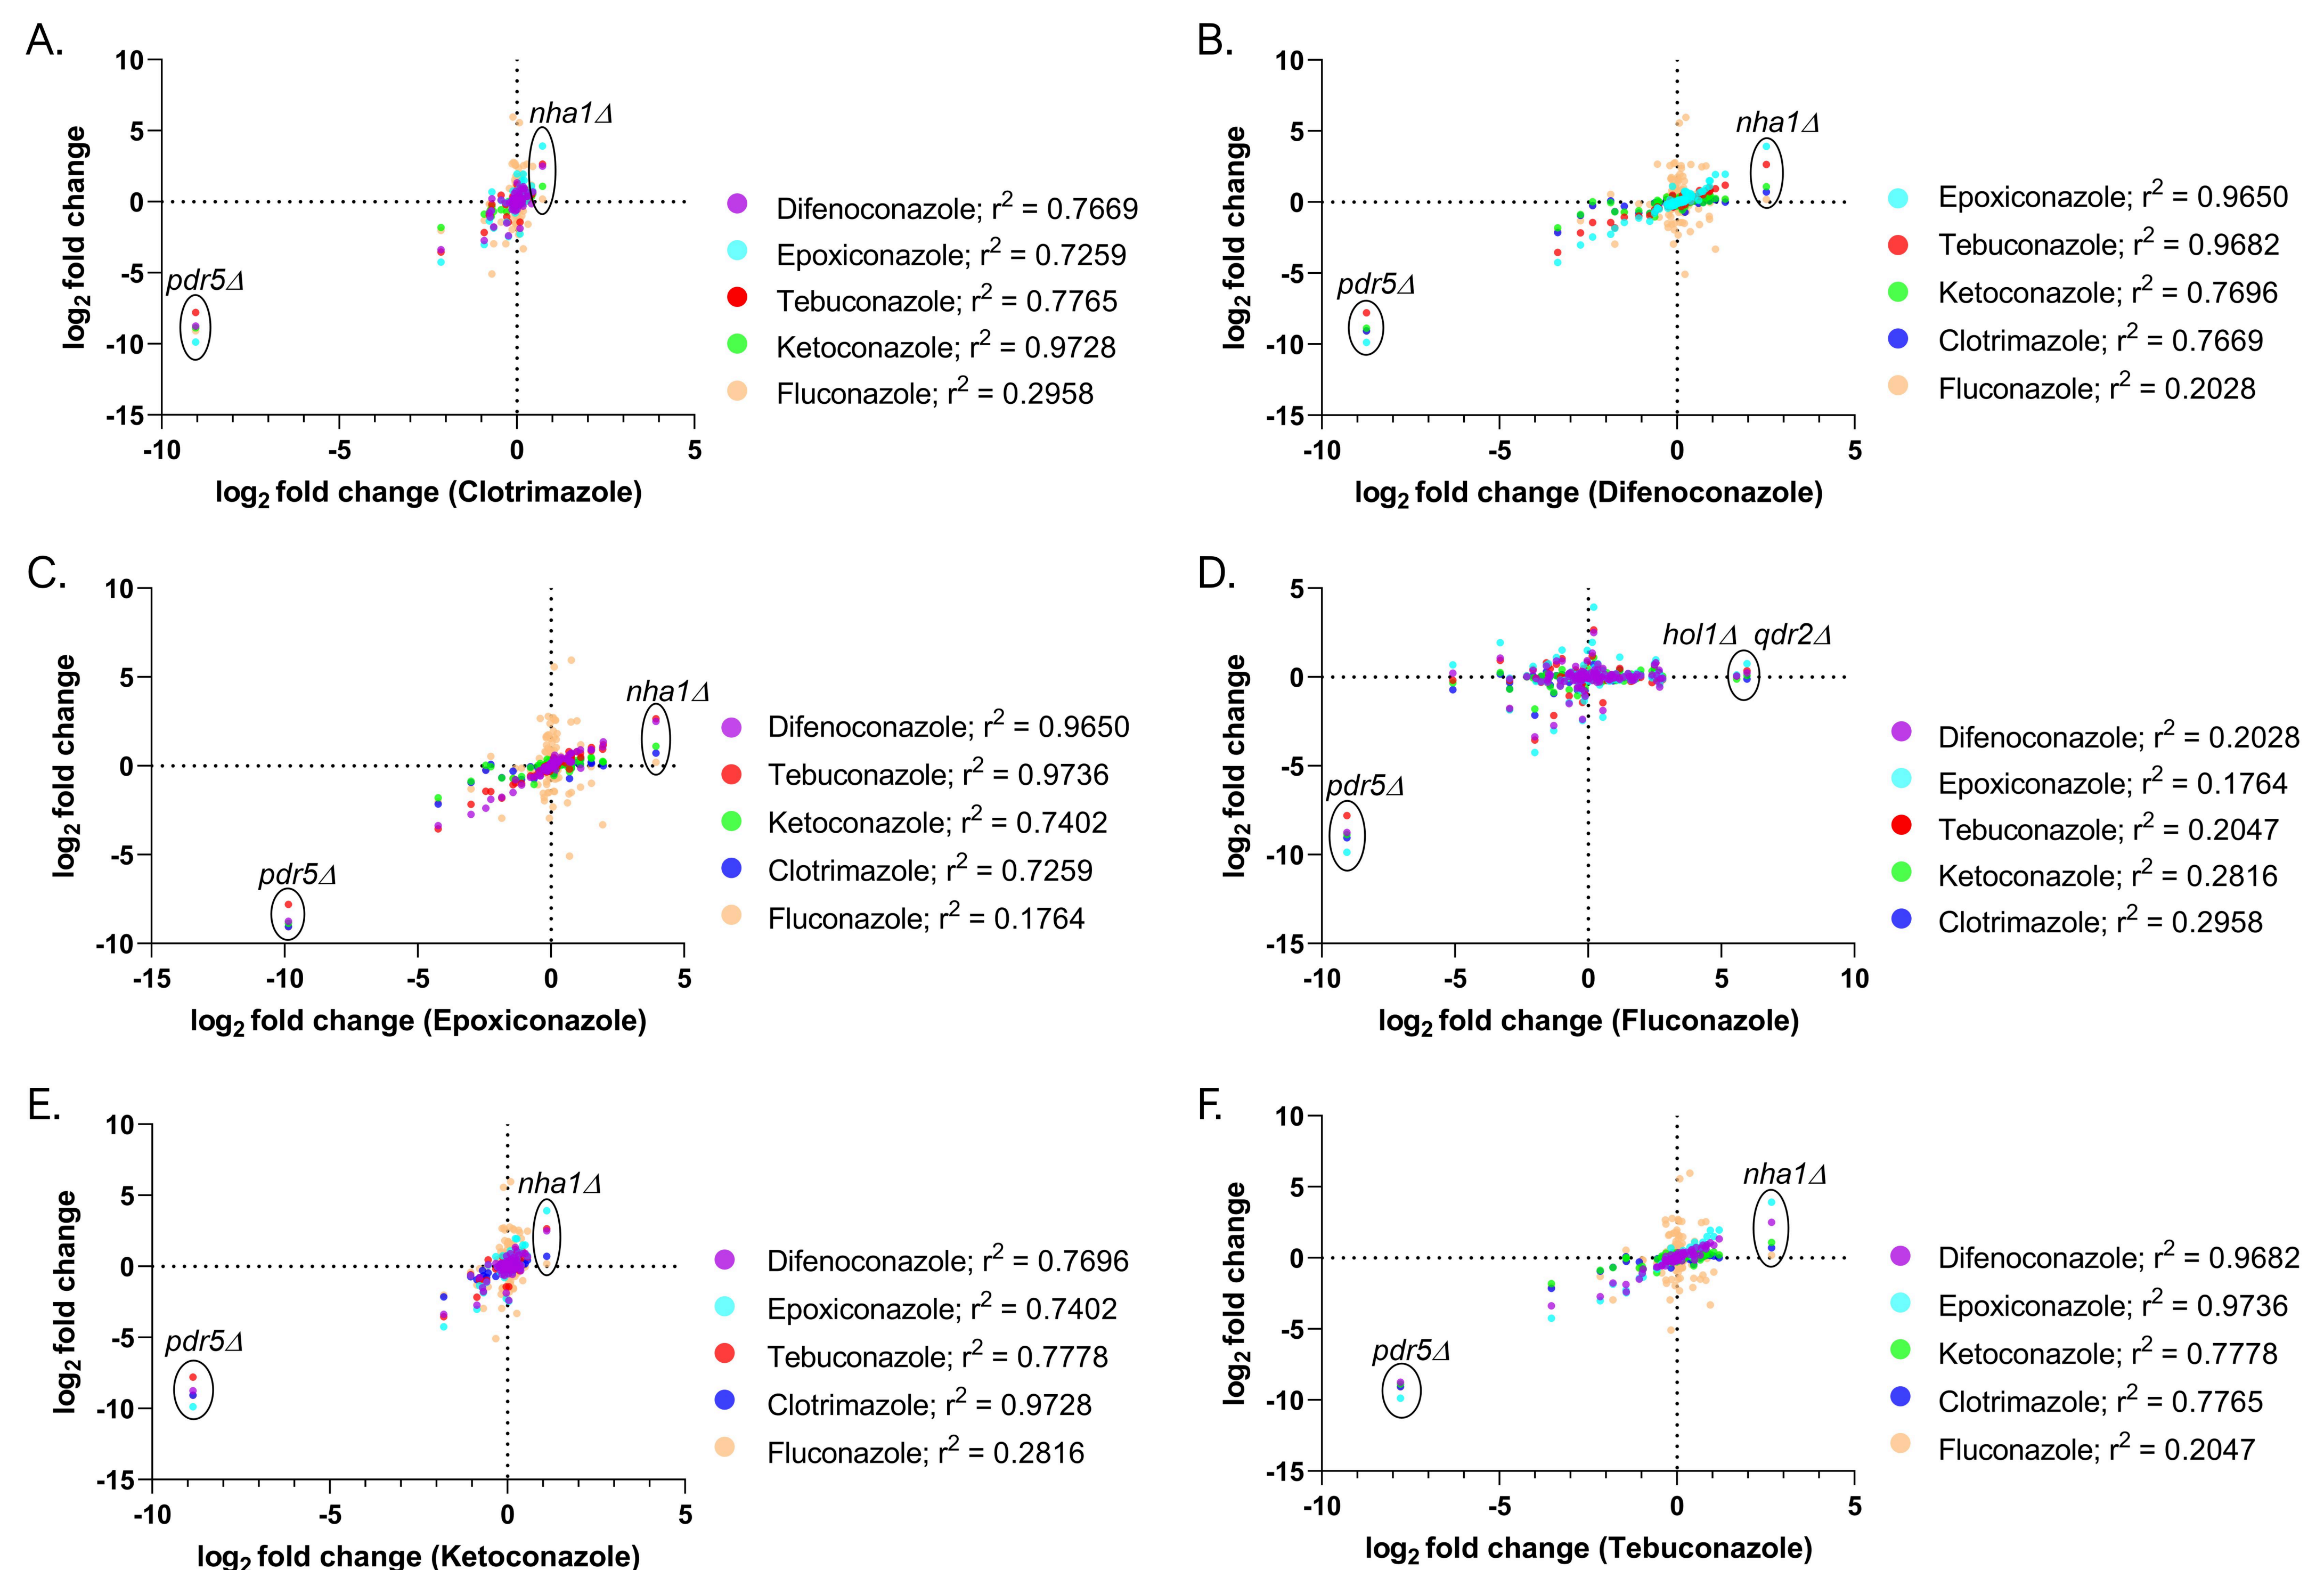 A.
10
5
0
-5
-10
-15
log2 fold change
nha1Δ
pdr5Δ
-10
-5
0
5
log2 fold change (Clotrimazole)
Difenoconazole; r2 = 0.7669
Epoxiconazole; r2 = 0.7259
Tebuconazole; r2 = 0.7765
Ketoconazole; r2 = 0.9728
Fluconazole; r2 = 0.2958
B.
10
5
0
-5
-10
-15
log2 fold change
nha1Δ
pdr5Δ
-10
-5
0
5
log2 fold change (Difenoconazole)
Epoxiconazole; r2 = 0.9650
Tebuconazole; r2 = 0.9682
Ketoconazole; r2 = 0.7696
Clotrimazole; r2 = 0.7669
Fluconazole; r2 = 0.2028
C.
10
5
0
-5
-10
log2 fold change
nha1Δ
pdr5Δ
-15
-10
-5
0
5
log2 fold change (Epoxiconazole)
Difenoconazole; r2 = 0.9650
Tebuconazole; r2 = 0.9736
Ketoconazole; r2 = 0.7402
Clotrimazole; r2 = 0.7259
Fluconazole; r2 = 0.1764
D.
5
0
-5
-10
-15
log2 fold change
hol1Δ qdr2Δ
pdr5Δ
-10
-5
0
5
10
log2 fold change (Fluconazole)
Difenoconazole; r2 = 0.2028
Epoxiconazole; r2 = 0.1764
Tebuconazole; r2 = 0.2047
Ketoconazole; r2 = 0.2816
Clotrimazole; r2 = 0.2958
E.
10
5
0
-5
-10
-15
log2 fold change
nha1Δ
pdr5Δ
-10
-5
0
5
log2 fold change (Ketoconazole)
Difenoconazole; r2 = 0.7696
Epoxiconazole; r2 = 0.7402
Tebuconazole; r2 = 0.7778
Clotrimazole; r2 = 0.9728
Fluconazole; r2 = 0.2816
F.
10
5
0
-5
-10
-15
log2 fold change
nha1Δ
pdr5Δ
-10
-5
0
5
log2 fold change (Tebuconazole)
Difenoconazole; r2 = 0.9682
Epoxiconazole; r2 = 0.9736
Ketoconazole; r2 = 0.7778
Clotrimazole; r2 = 0.7765
Fluconazole; r2 = 0.2047